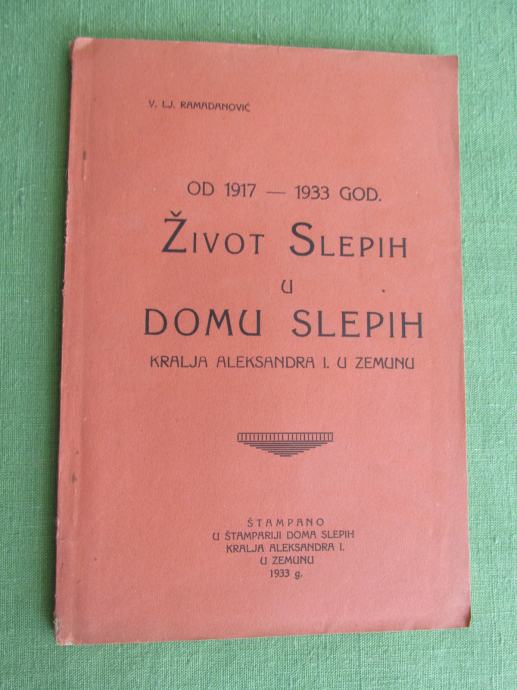 V. LJ. RAMADANOVIĆ
OD 1917 — 1933 GOD.
ŽIVOT SLEPIH
U
DOMU SLEPIH
KRALJA ALEKSANDRA I. U ZEMUNU
ŠTAMPANO
U ŠTAMPARIJI DOMA SLEPIH
KRALJA ALEKSANDRA I.
U ZEMUNU
1933 g.